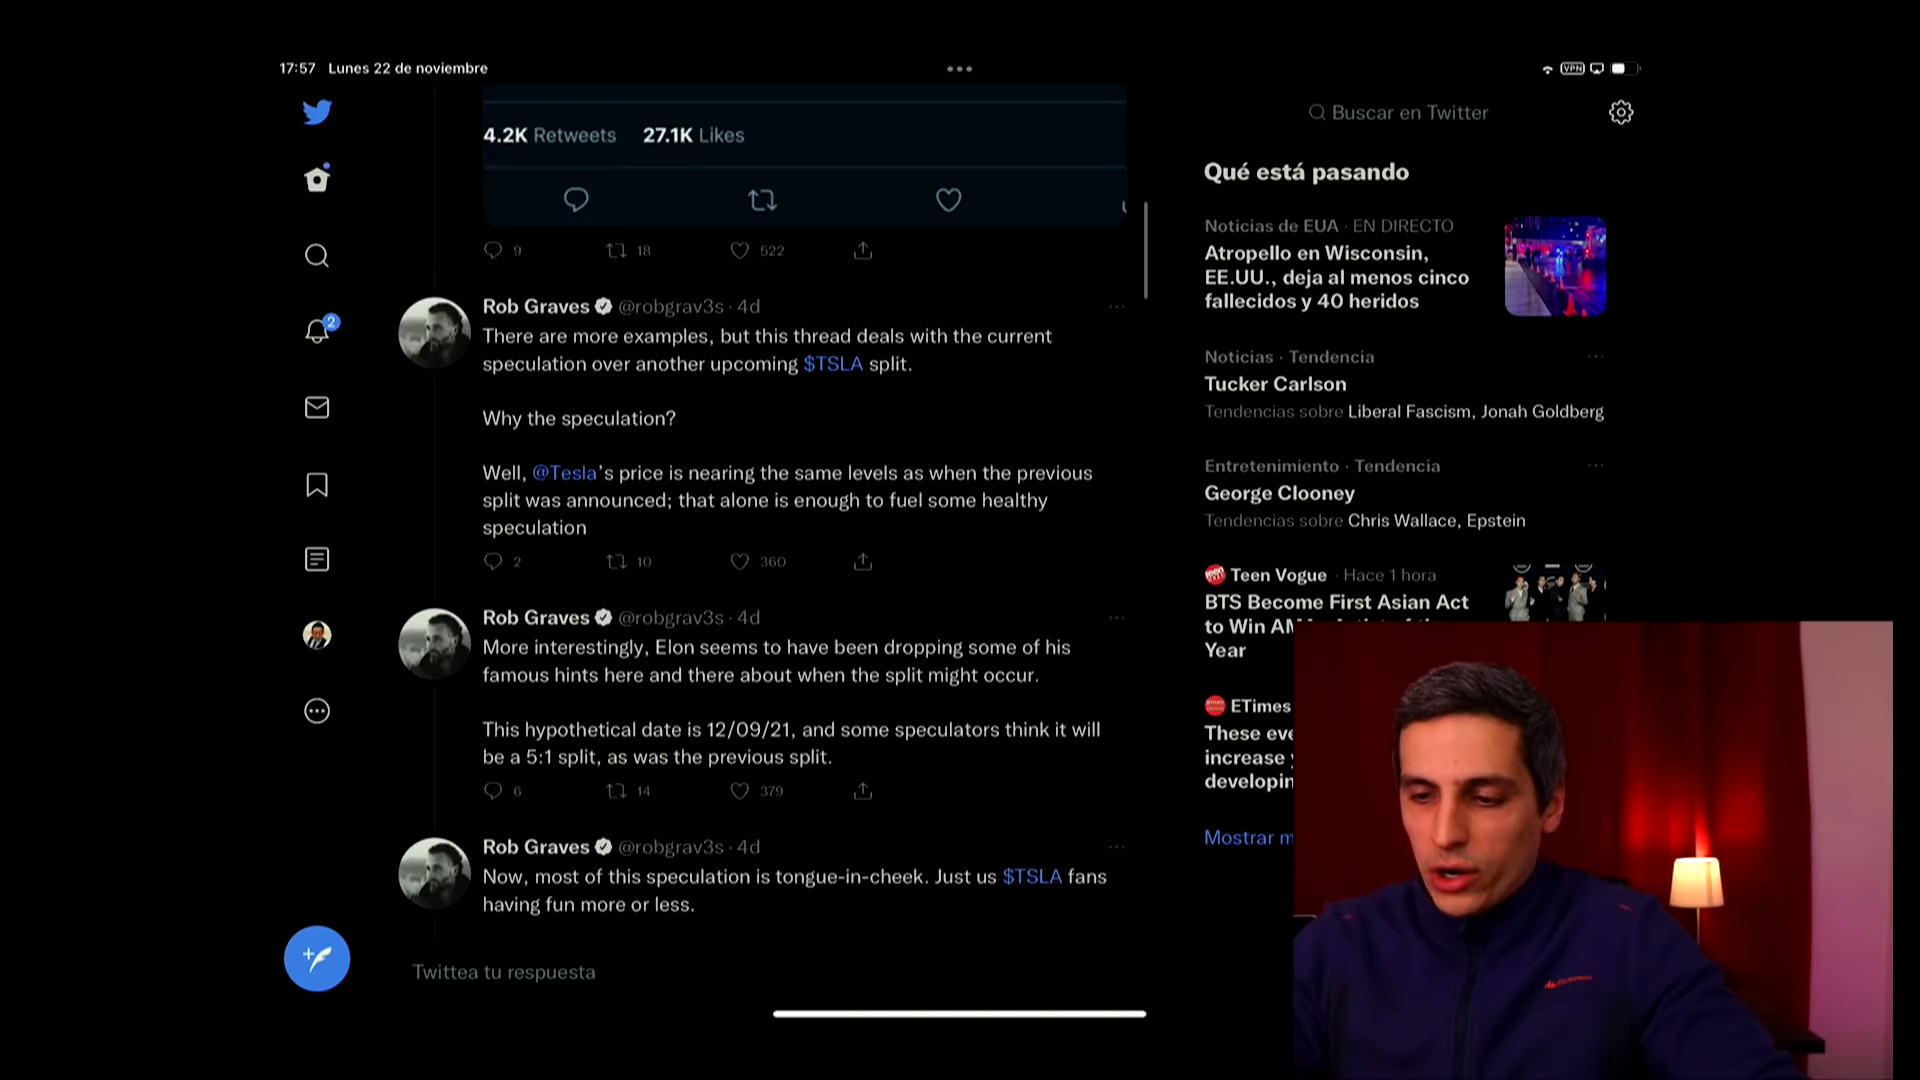 17:57 Lunes 22 de noviembre
VPN
4.2K Retweets 27.1K Likes
9 18 522
Rob Graves @robgrav3s · 4d
There are more examples, but this thread deals with the current
speculation over another upcoming $TSLA split.
Why the speculation?
Well, @Tesla's price is nearing the same levels as when the previous
split was announced; that alone is enough to fuel some healthy
speculation
2 10 360
Rob Graves @robgrav3s · 4d
More interestingly, Elon seems to have been dropping some of his
famous hints here and there about when the split might occur.
This hypothetical date is 12/09/21, and some speculators think it will
be a 5:1 split, as was the previous split.
6 14 379
Rob Graves @robgrav3s · 4d
Now, most of this speculation is tongue-in-cheek. Just us $TSLA fans
having fun more or less.
Twittea tu respuesta
2
Buscar en Twitter
Qué está pasando
Noticias de EUA · EN DIRECTO
Atropello en Wisconsin,
EE.UU., deja al menos cinco
fallecidos y 40 heridos
Noticias · Tendencia
Tucker Carlson
Tendencias sobre Liberal Fascism, Jonah Goldberg
Entretenimiento · Tendencia
George Clooney
Tendencias sobre Chris Wallace, Epstein
Teen Vogue · Hace 1 hora
BTS Become First Asian Act
to Win
Year
ETimes
These
increase
Mostrar